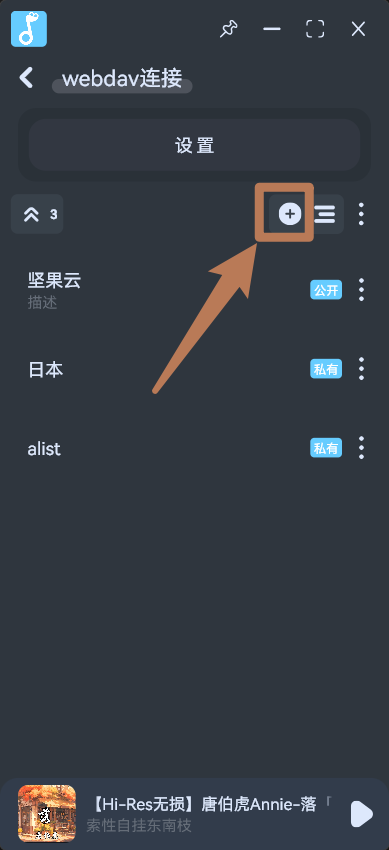 webdav连接
设置
3
坚果云
公开
描述
日本
私有
alist
私有
【Hi-Res无损】唐伯虎Annie-落「
索性自挂东南枝